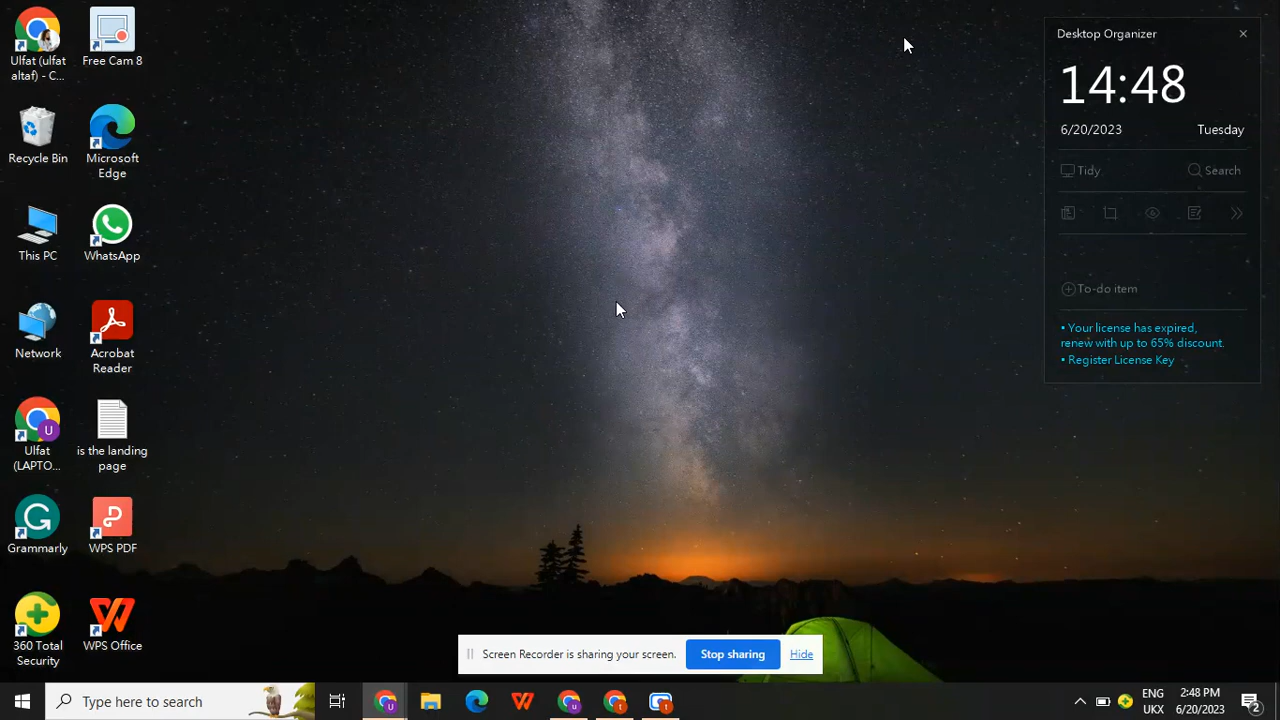 Ulfat (ulfat
altaf) - C...
Free Cam 8
Recycle Bin
Microsoft
Edge
This PC
WhatsApp
Network
Acrobat
Reader
Ulfat
(LAPTO...
is the landing
page
Grammarly
WPS PDF
360 Total
Security
WPS Office
Desktop Organizer
14:48
6/20/2023 Tuesday
Tidy Search
To-do item
• Your license has expired,
renew with up to 65% discount.
• Register License Key
Screen Recorder is sharing your screen. Stop sharing Hide
Type here to search
ENG
UKX
2:48 PM
6/20/2023
2